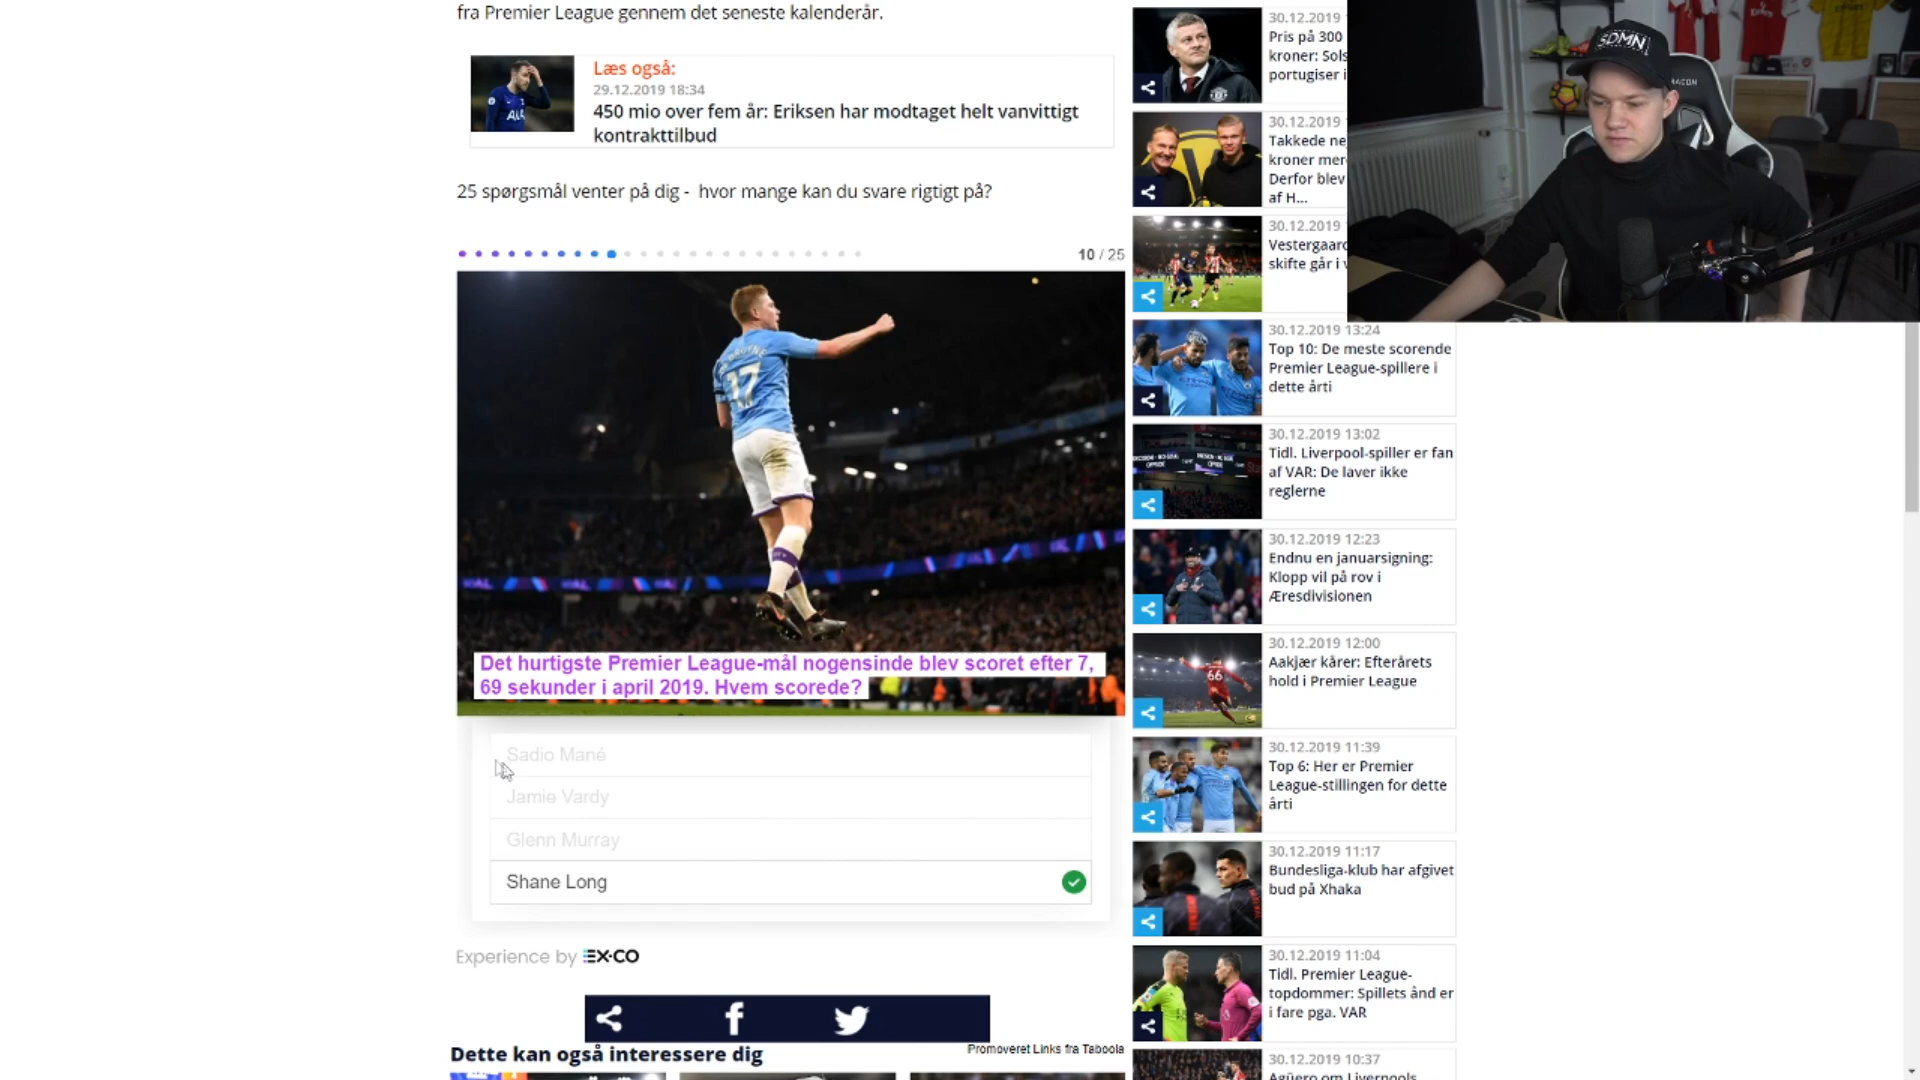 fra Premier League gennem det seneste kalenderår.
Læs også:
29.12.2019 18:34
450 mio over fem år: Eriksen har modtaget helt vanvittigt
kontrakttilbud
25 spørgsmål venter på dig - hvor mange kan du svare rigtigt på?
10 / 25
DE BRUYNE
17
Det hurtigste Premier League-mål nogensinde blev scoret efter 7,
69 sekunder i april 2019. Hvem scorede?
Sadio Mané
Jamie Vardy
Glenn Murray
Shane Long
Experience by EX·CO
Dette kan også interessere dig
Promoveret Links fra Taboola
30.12.2019
Pris på 300
kroner: Sols
portugiser i
30.12.2019
Takkede ne
kroner mer
Derfor blev
af H...
30.12.2019
Vestergaard
skifte går i v
30.12.2019 13:24
Top 10: De meste scorende
Premier League-spillere i
dette årti
30.12.2019 13:02
Tidl. Liverpool-spiller er fan
af VAR: De laver ikke
reglerne
30.12.2019 12:23
Endnu en januarsigning:
Klopp vil på rov i
Æresdivisionen
30.12.2019 12:00
Aakjær kårer: Efterårets
hold i Premier League
66
30.12.2019 11:39
Top 6: Her er Premier
League-stillingen for dette
årti
30.12.2019 11:17
Bundesliga-klub har afgivet
bud på Xhaka
30.12.2019 11:04
Tidl. Premier League-
topdommer: Spillets ånd er
i fare pga. VAR
30.12.2019 10:37
Agüero om Liverpools
SDMN
RACON